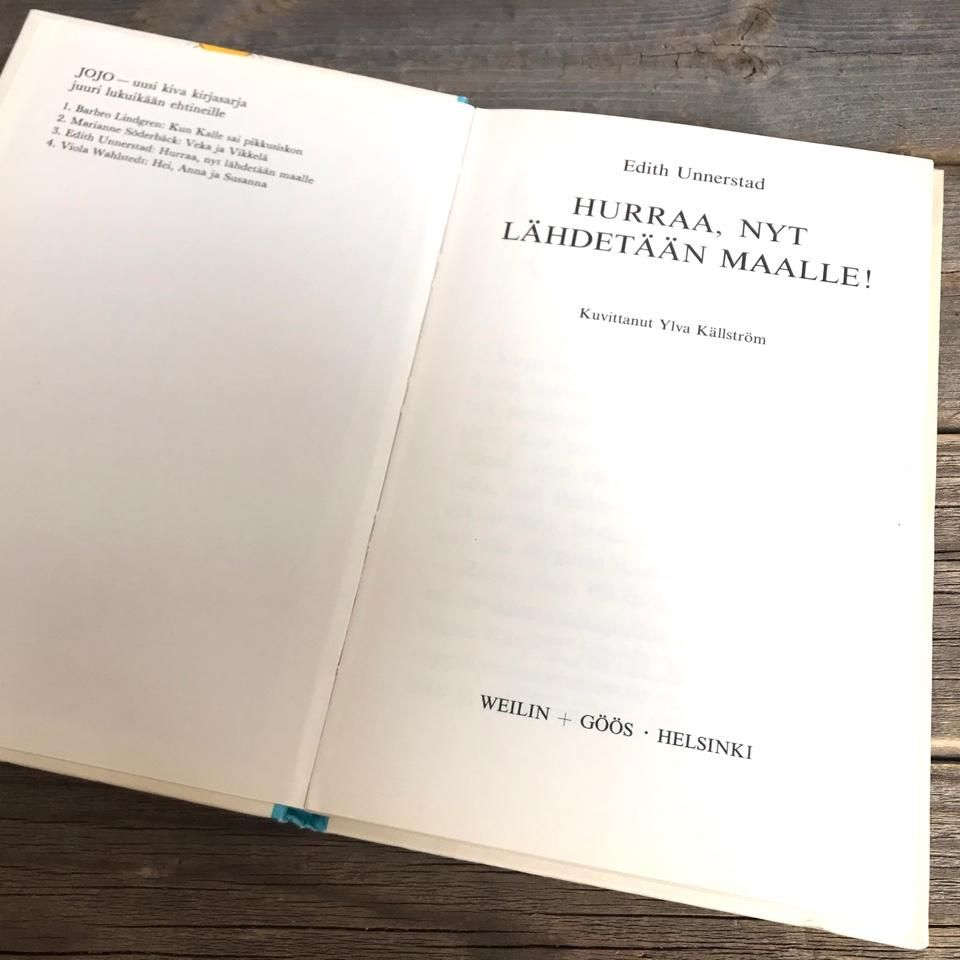 JOJO — uusi kiva kirjasarja
juuri lukuikään ehtineille
1. Barbro Lindgren: Kun Kalle sai pikkusiskon
2. Marianne Söderbäck: Veka ja Vikkelä
3. Edith Unnerstad: Hurraa, nyt lähdetään maalle
4. Viola Wahlstedt: Hei, Anna ja Susanna
Edith Unnerstad
HURRAA, NYT
LÄHDETÄÄN MAALLE!
Kuvittanut Ylva Källström
WEILIN + GÖÖS · HELSINKI